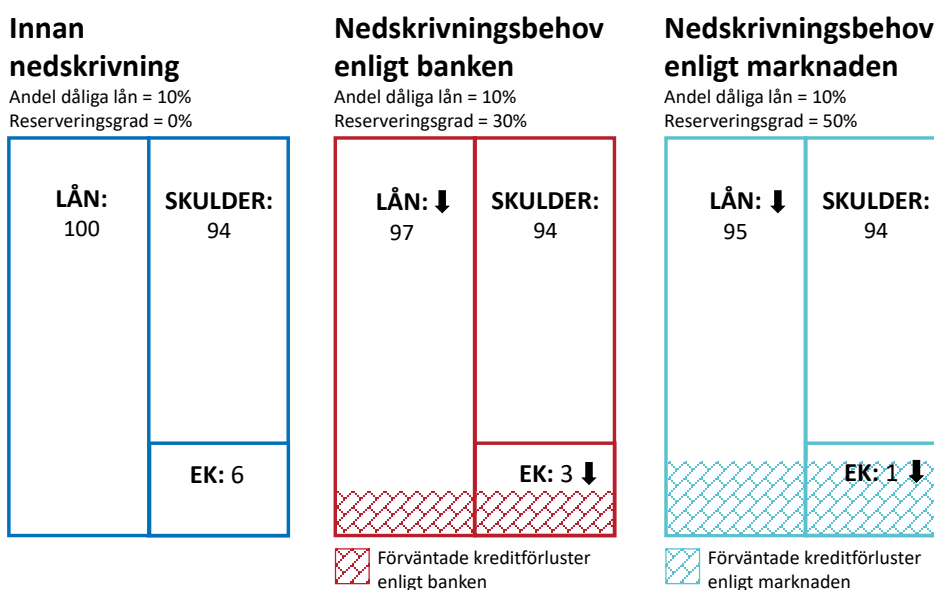 Innan
nedskrivning
Andel dåliga lån = 10%
Reserveringsgrad = 0%
LÅN:
100
SKULDER:
94
EK: 6
Nedskrivningsbehov
enligt banken
Andel dåliga lån = 10%
Reserveringsgrad = 30%
LÅN: ⬇
97
SKULDER:
94
EK: 3 ⬇
Förväntade kreditförluster
enligt banken
Nedskrivningsbehov
enligt marknaden
Andel dåliga lån = 10%
Reserveringsgrad = 50%
LÅN: ⬇
95
SKULDER:
94
EK: 1 ⬇
Förväntade kreditförluster
enligt marknaden